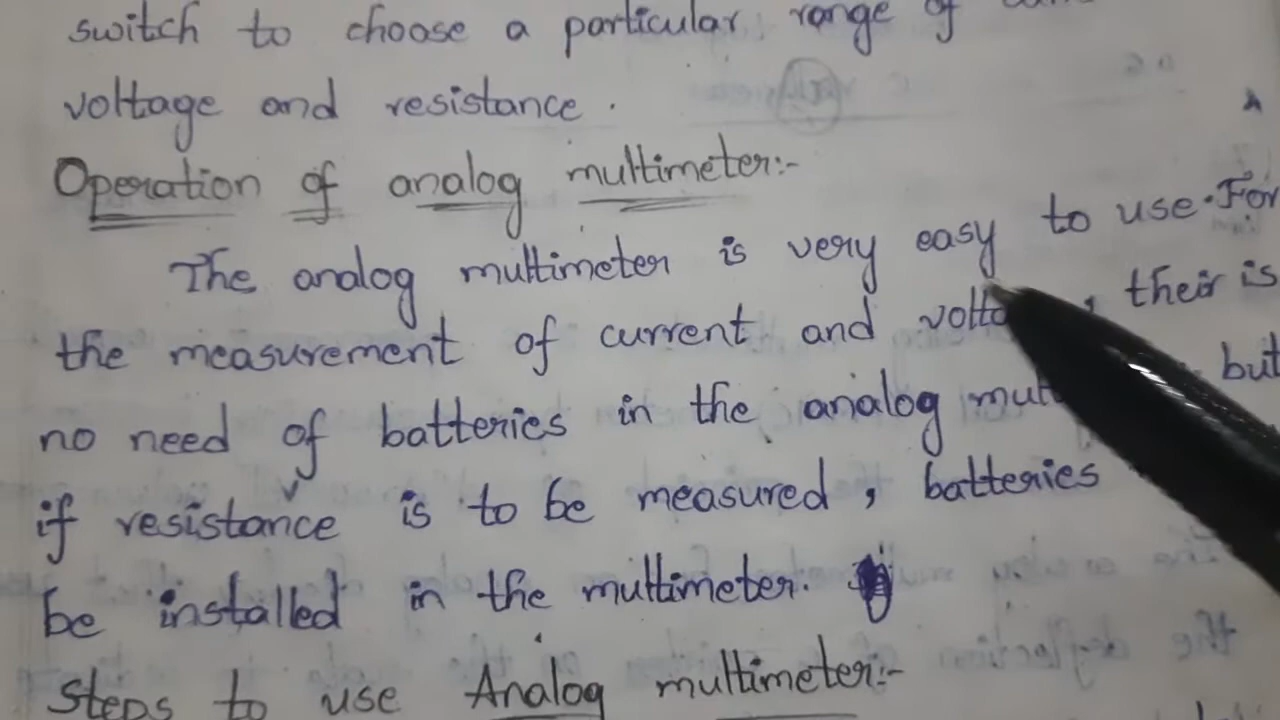 switch to choose a particular range of
voltage and resistance.
Operation of analog multimeter:-
The analog multimeter is very easy to use. For
the measurement of current and their is
no need of batteries in the analog but
if resistance is to be measured, batteries
be installed in the multimeter.
Steps to use Analog multimeter:-